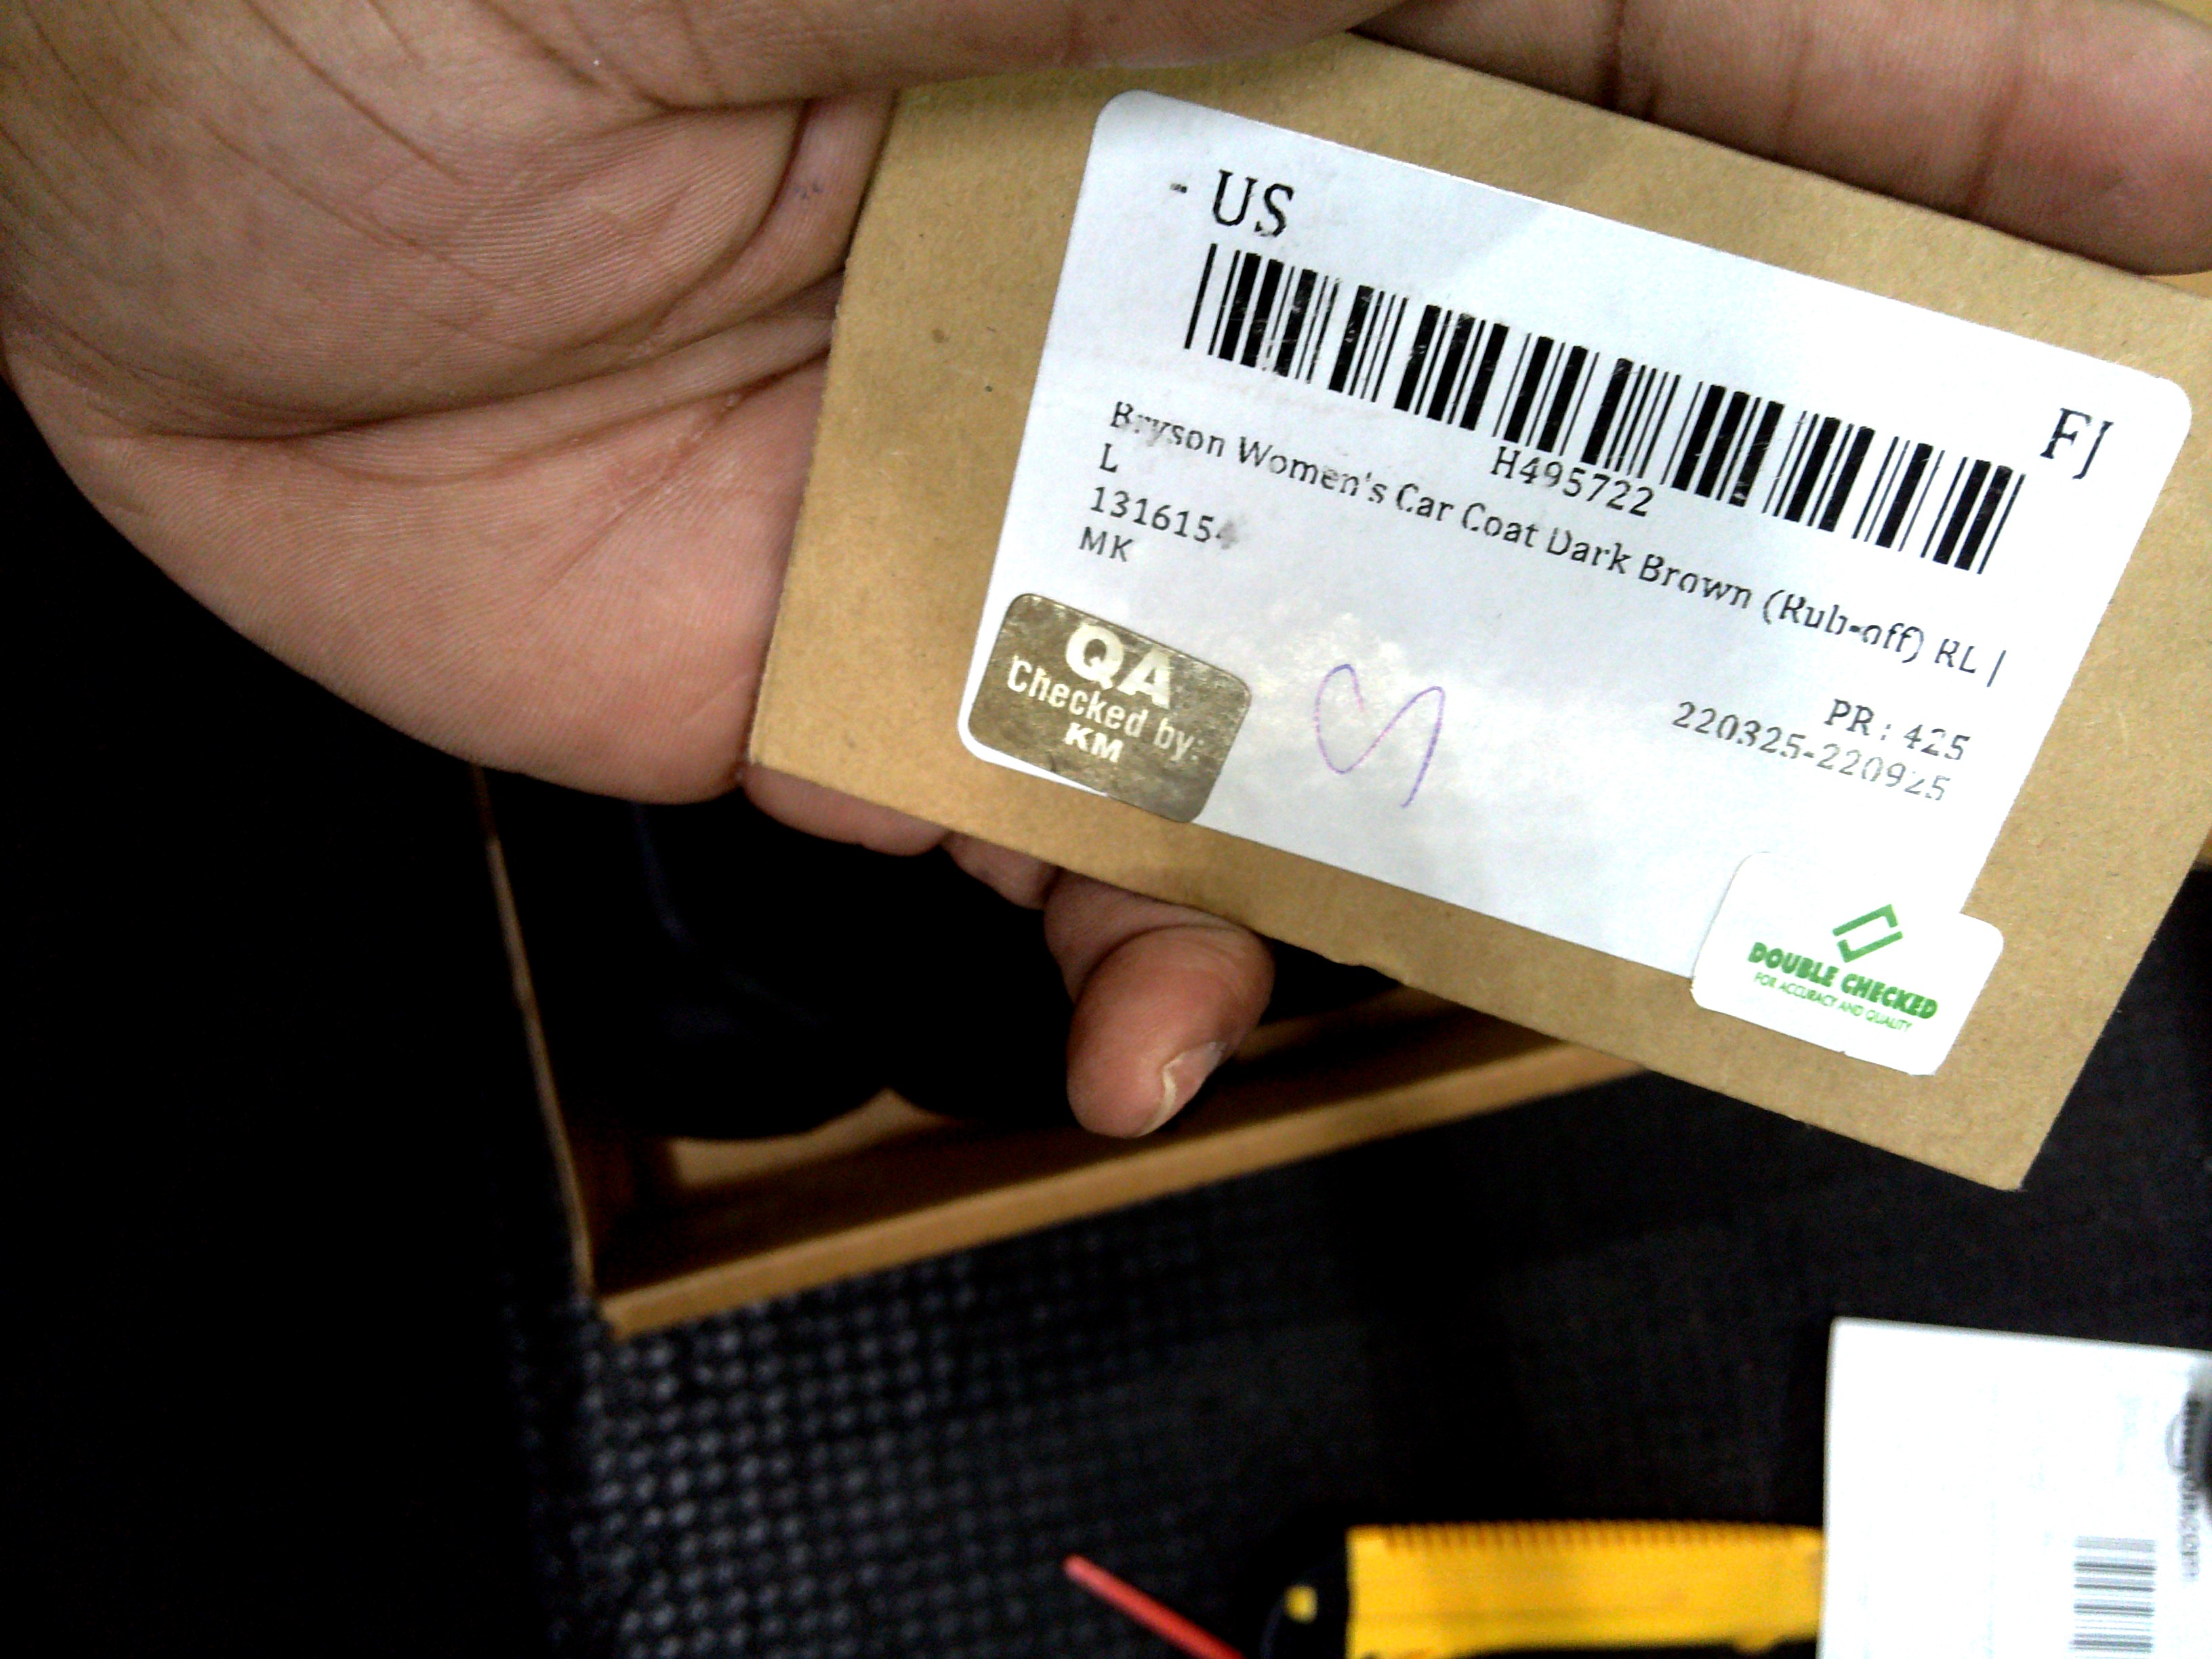 - US
FJ
H495722
Bryson Women's Car Coat Dark Brown (Rub-off) RL |
L
1316154
MK
PR : 425
220325-220925
QA
Checked by:
KM
DOUBLE CHECKED
FOR ACCURACY AND QUALITY